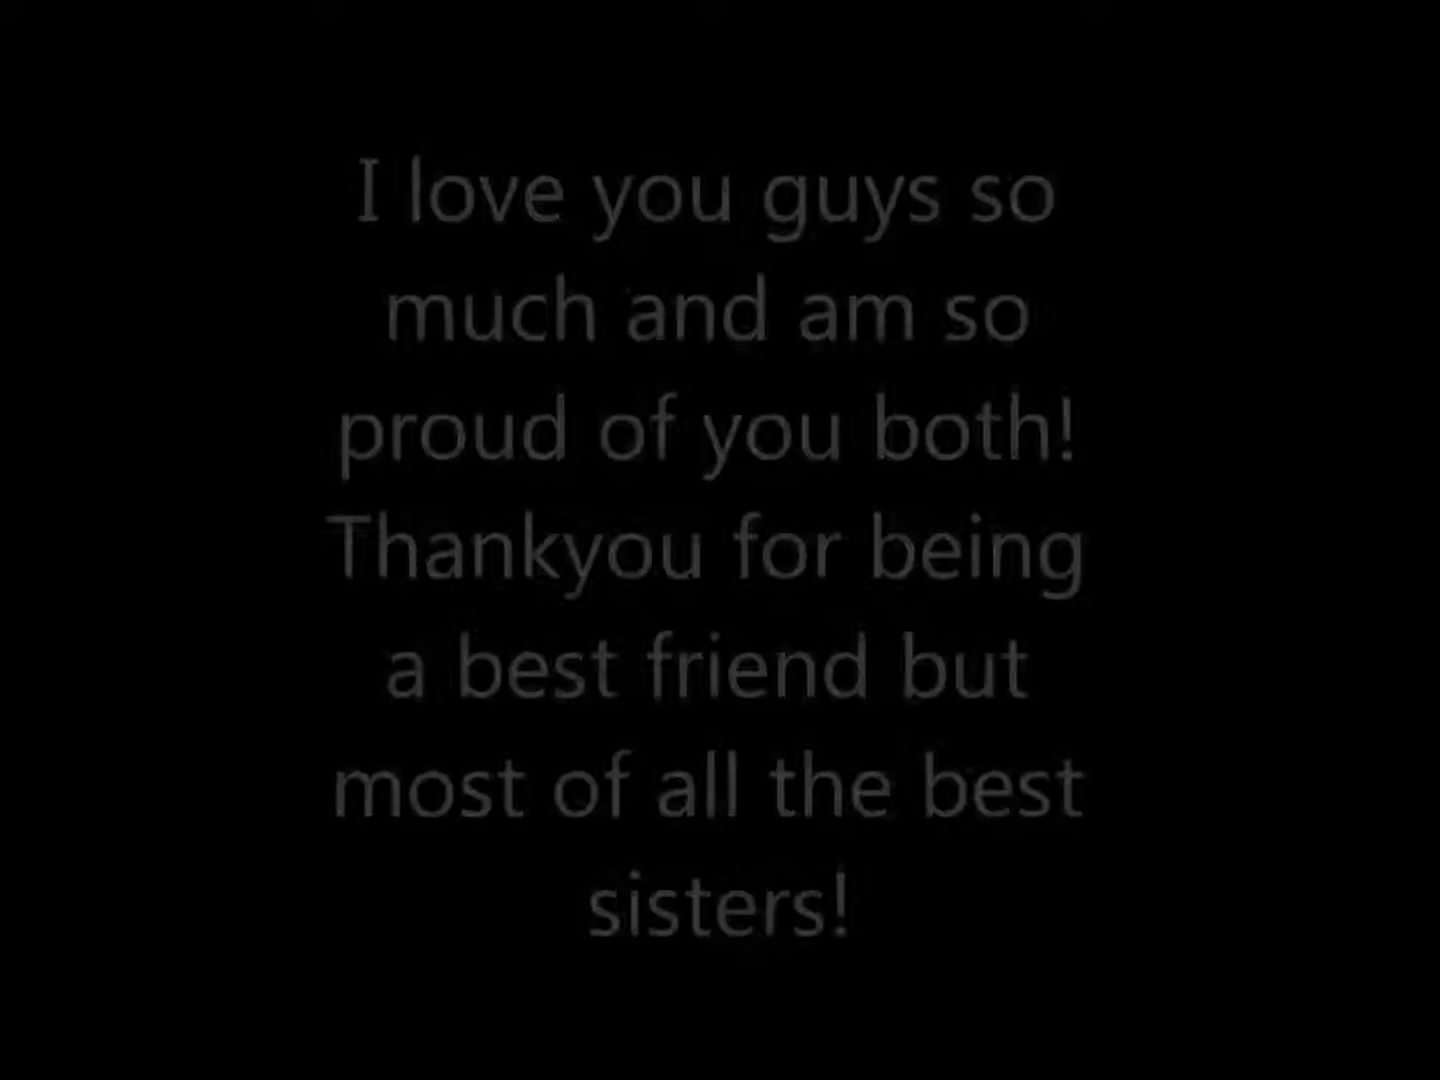 I love you guys so
much and am so
proud of you both!
Thankyou for being
a best friend but
most of all the best
sisters!